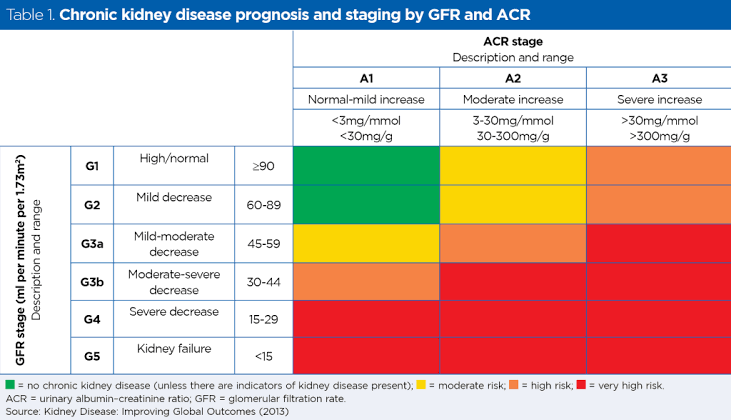 Table 1. Chronic kidney disease prognosis and staging by GFR and ACR
ACR stage
Description and range
A1 A2 A3
Normal-mild increase Moderate increase Severe increase
<3mg/mmol 3-30mg/mmol >30mg/mmol
<30mg/g 30-300mg/g >300mg/g
GFR stage (ml per minute per 1.73m²)
Description and range
G1 High/normal ≥90
G2 Mild decrease 60-89
G3a Mild-moderate decrease 45-59
G3b Moderate-severe decrease 30-44
G4 Severe decrease 15-29
G5 Kidney failure <15
= no chronic kidney disease (unless there are indicators of kidney disease present); = moderate risk; = high risk; = very high risk.
ACR = urinary albumin–creatinine ratio; GFR = glomerular filtration rate.
Source: Kidney Disease: Improving Global Outcomes (2013)